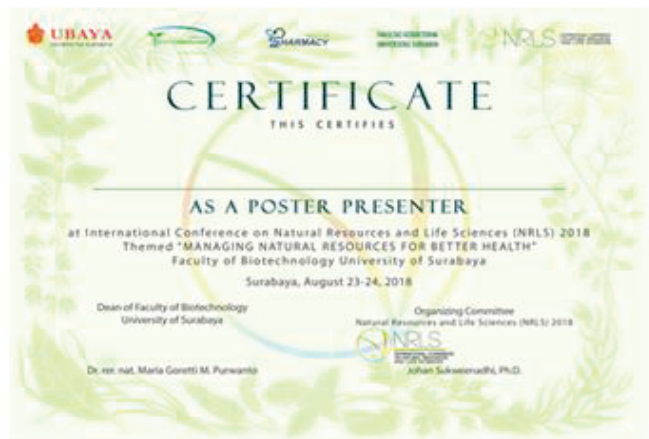 UBAYA
PHARMACY
NRLS
CERTIFICATE
THIS CERTIFIES
AS A POSTER PRESENTER
at International Conference on Natural Resources and Life Sciences (NRLS) 2018
Themed "MANAGING NATURAL RESOURCES FOR BETTER HEALTH"
Faculty of Biotechnology University of Surabaya
Surabaya, August 23-24, 2018
Dean of Faculty of Biotechnology
University of Surabaya
Organizing Committee
Natural Resources and Life Sciences (NRLS) 2018
NRLS
Dr. rer. nat. Maria Goretti M. Purwanto
Johan Sukweenadhi, Ph.D.